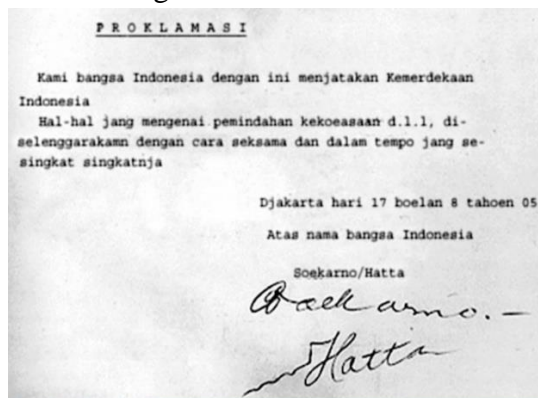 P R O K L A M A S I
Kami bangsa Indonesia dengan ini menjatakan Kemerdekaan
Indonesia
Hal-hal jang mengenai pemindahan kekoeasaan d.l.l, di-
selenggarakamn dengan cara seksama dan dalam tempo jang se-
singkat singkatnja
Djakarta hari 17 boelan 8 tahoen 05
Atas nama bangsa Indonesia
Soekarno/Hatta
Soekarno.-
Hatta